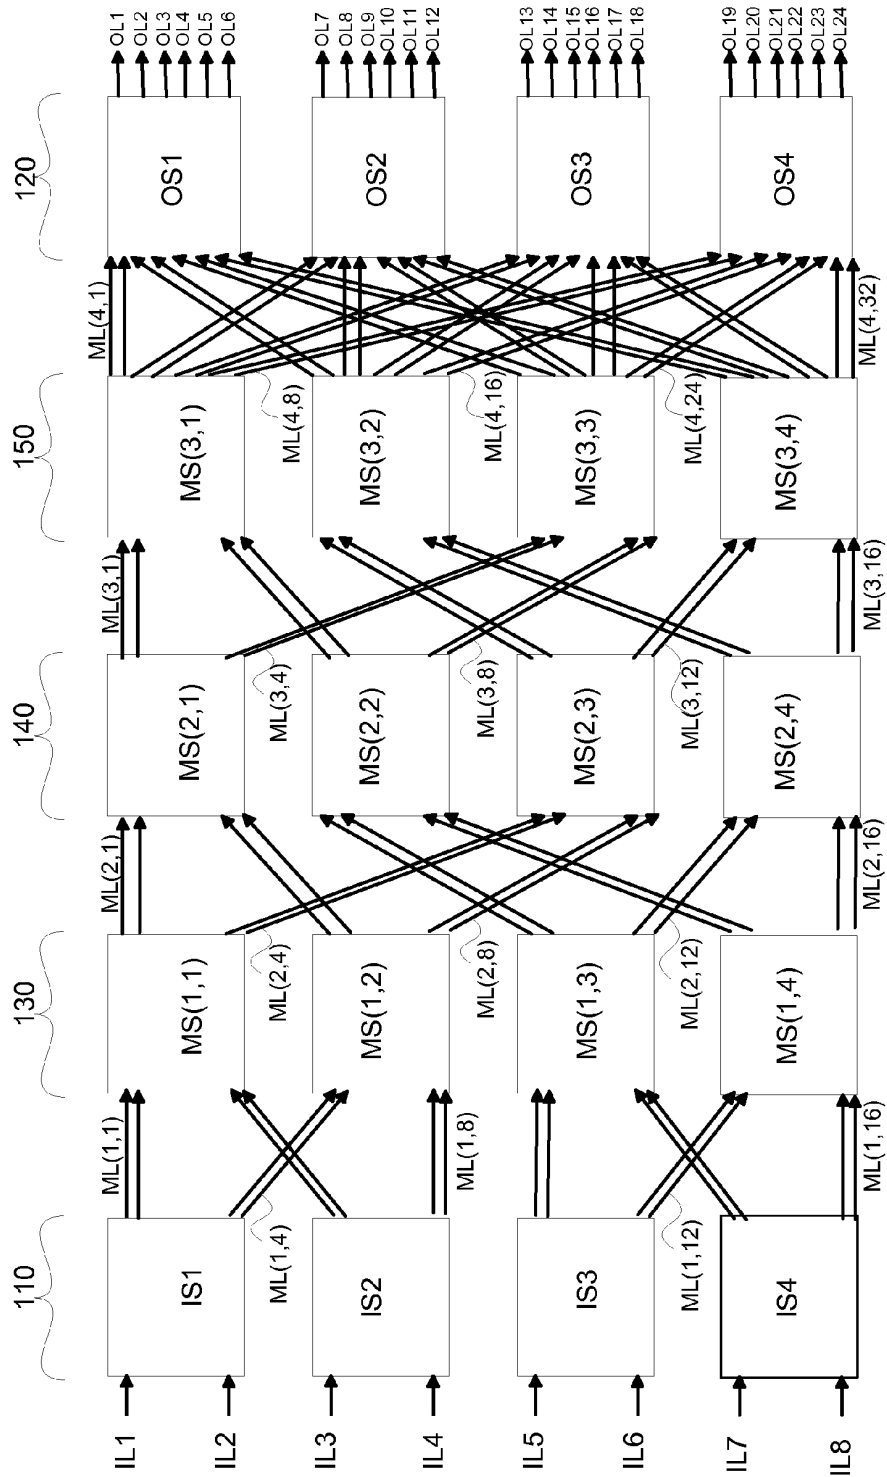 110
130
140
150
120
IL1
IL2
IL3
IL4
IL5
IL6
IL7
IL8
IS1
IS2
IS3
IS4
ML(1,1)
ML(1,4)
ML(1,8)
ML(1,12)
ML(1,16)
MS(1,1)
MS(1,2)
MS(1,3)
MS(1,4)
ML(2,1)
ML(2,4)
ML(2,8)
ML(2,12)
ML(2,16)
MS(2,1)
MS(2,2)
MS(2,3)
MS(2,4)
ML(3,1)
ML(3,4)
ML(3,8)
ML(3,12)
ML(3,16)
MS(3,1)
MS(3,2)
MS(3,3)
MS(3,4)
ML(4,1)
ML(4,8)
ML(4,16)
ML(4,24)
ML(4,32)
OS1
OS2
OS3
OS4
OL1
OL2
OL3
OL4
OL5
OL6
OL7
OL8
OL9
OL10
OL11
OL12
OL13
OL14
OL15
OL16
OL17
OL18
OL19
OL20
OL21
OL22
OL23
OL24